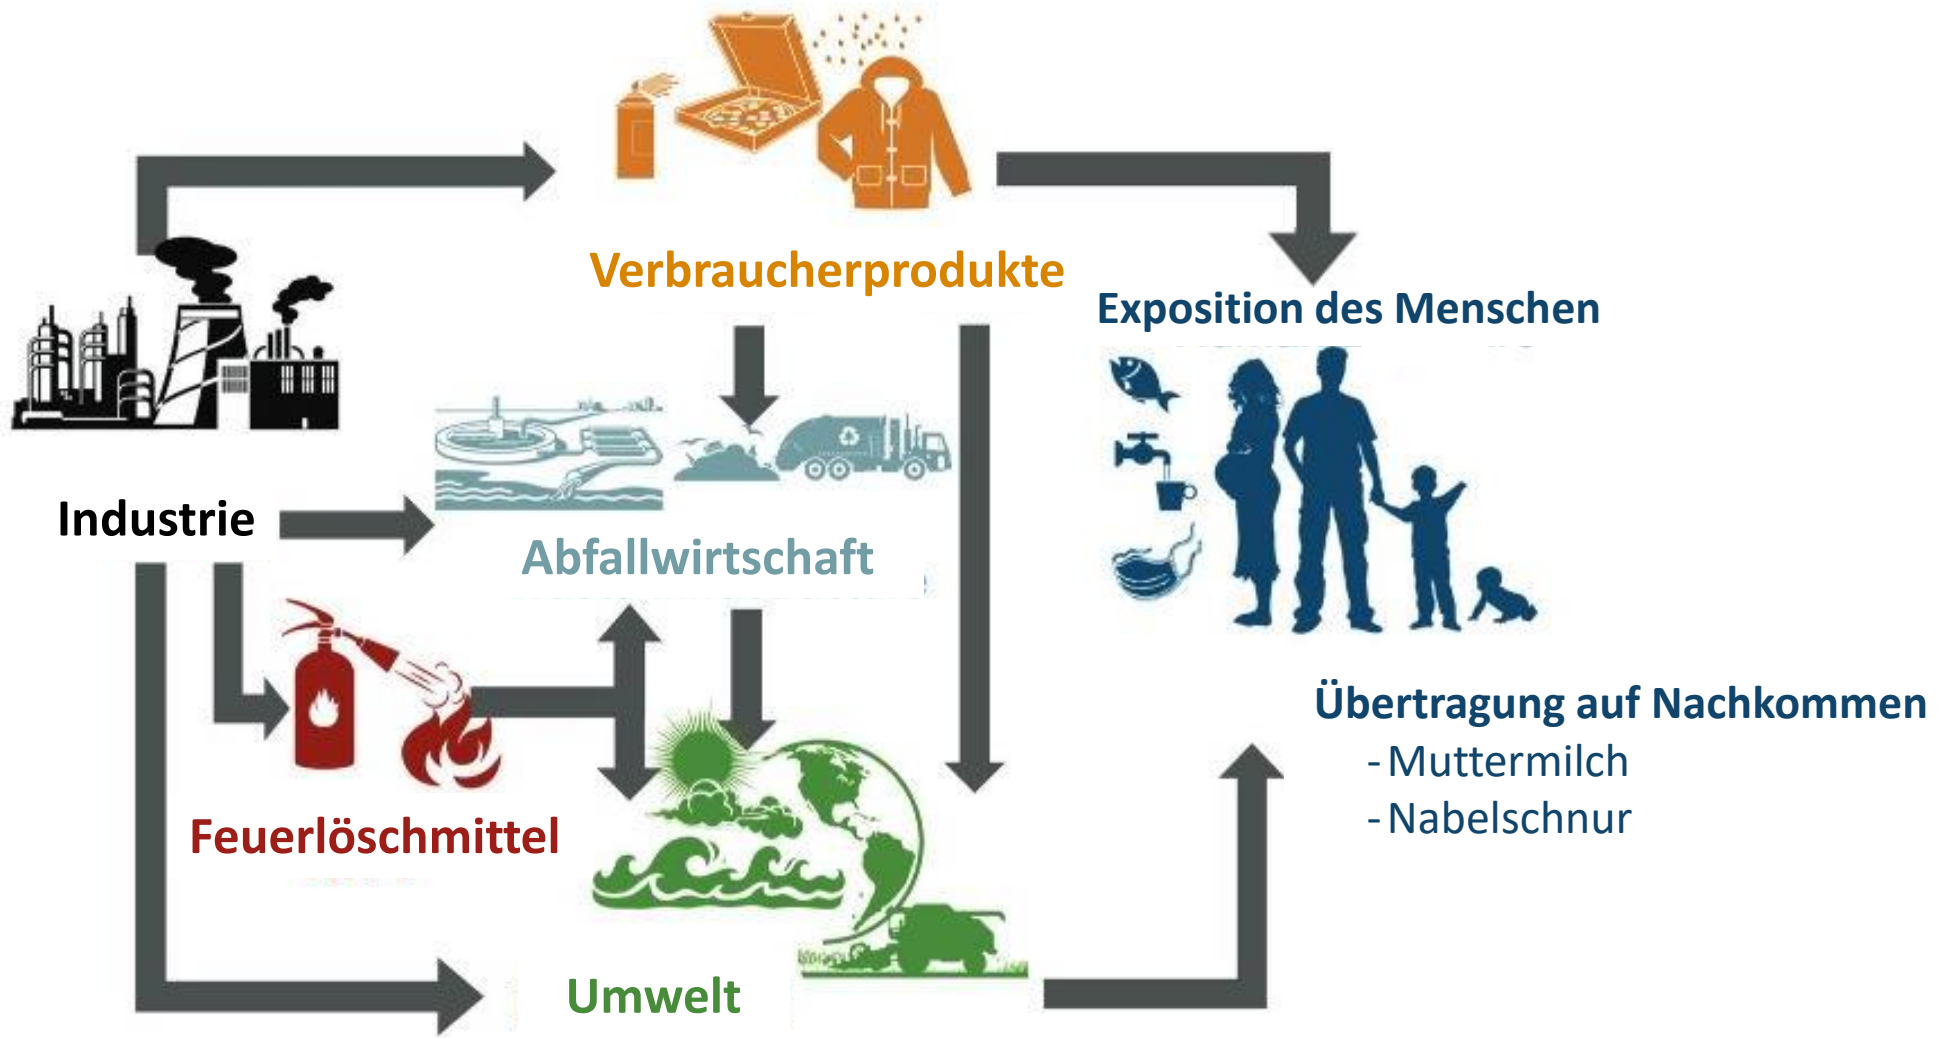 Verbraucherprodukte
Exposition des Menschen
Industrie
Abfallwirtschaft
Übertragung auf Nachkommen
- Muttermilch
- Nabelschnur
Feuerlöschmittel
Umwelt